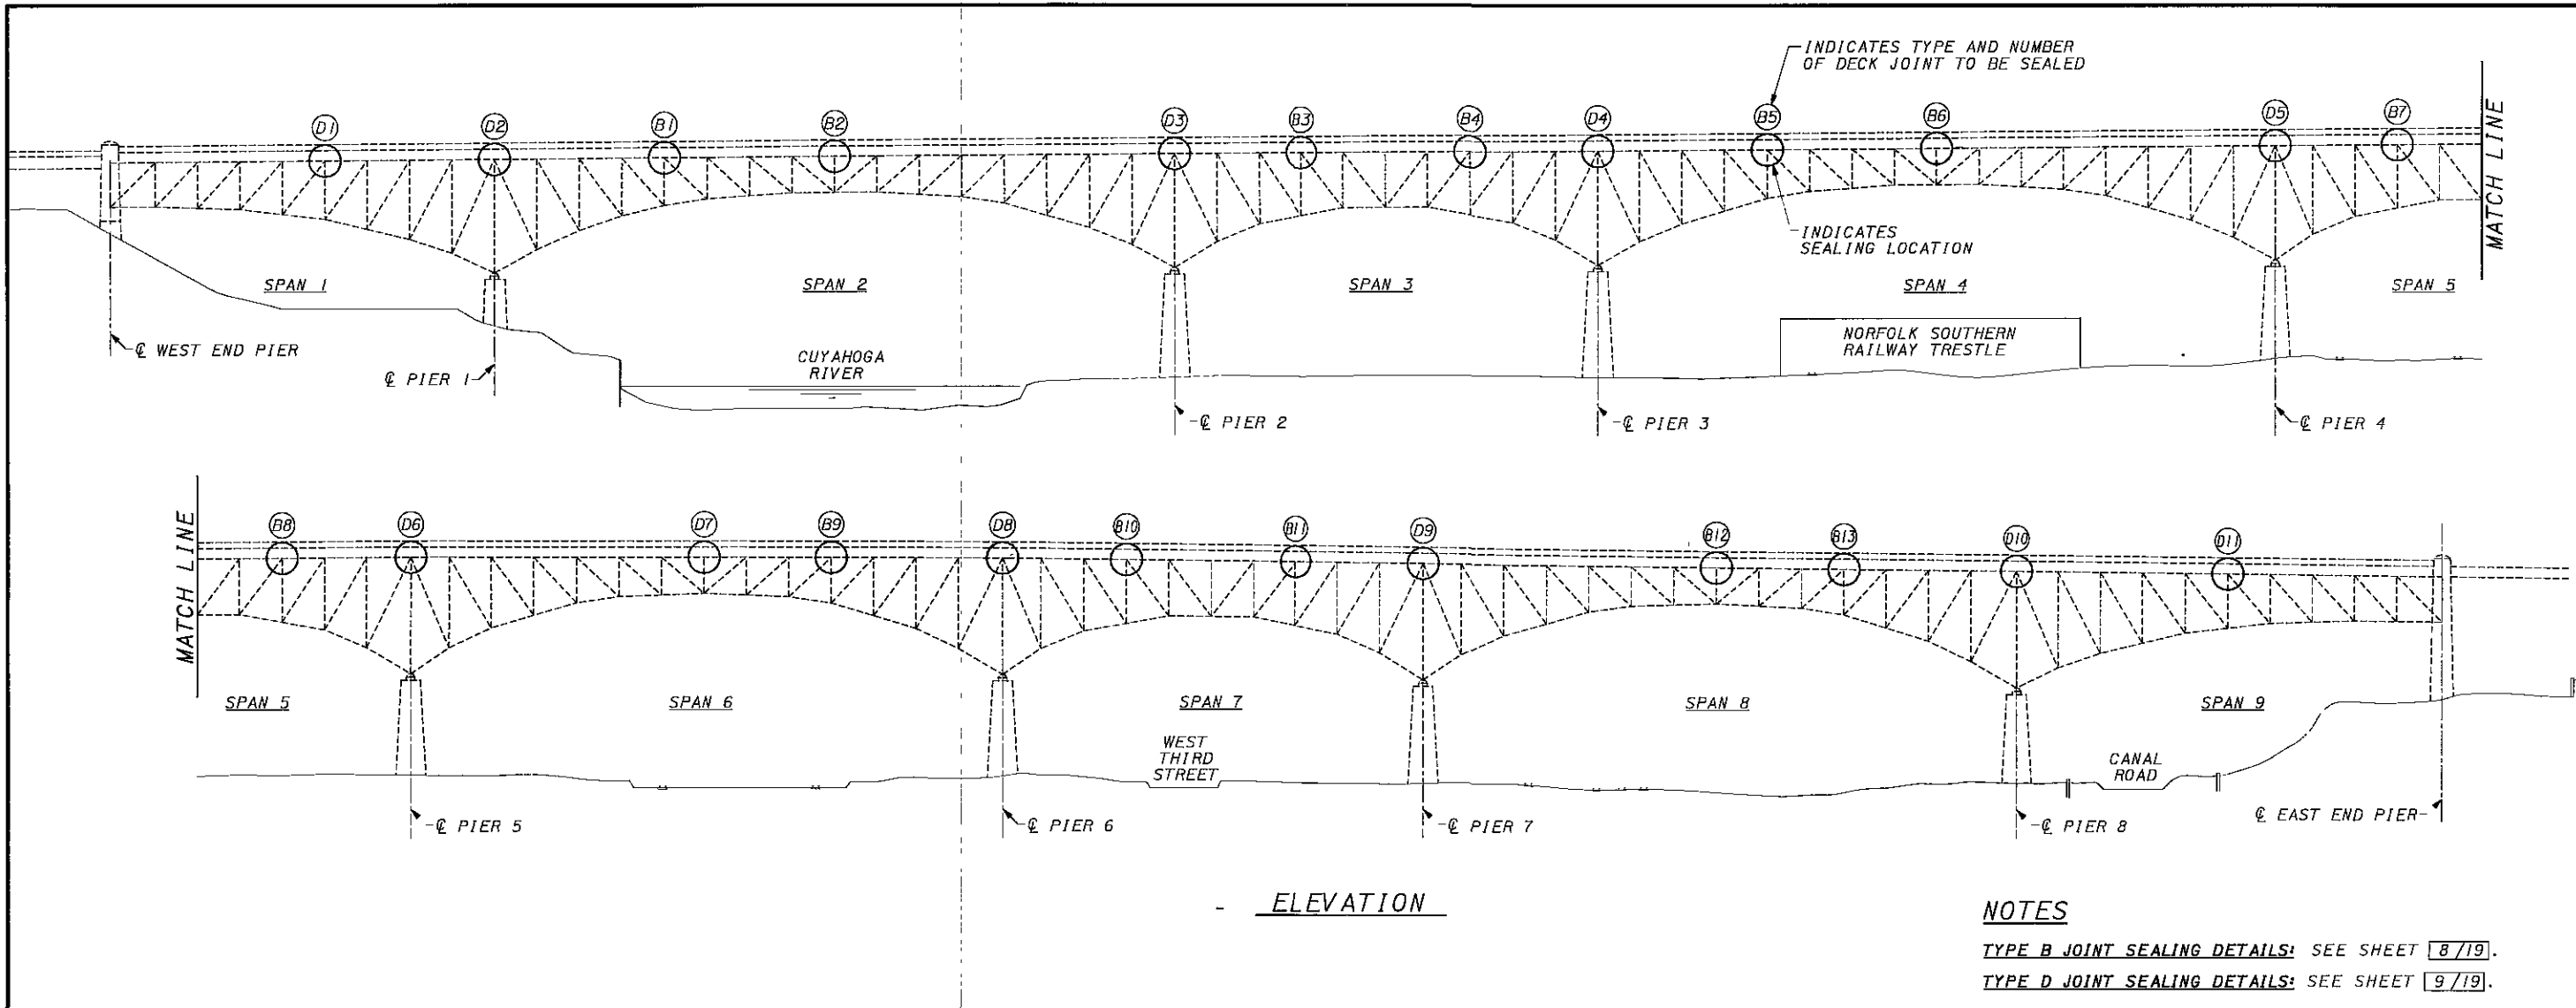 INDICATES TYPE AND NUMBER
OF DECK JOINT TO BE SEALED
D1
D2
B1
B2
D3
B3
B4
D4
B5
B6
D5
B7
MATCH LINE
INDICATES
SEALING LOCATION
SPAN 1
SPAN 2
SPAN 3
SPAN 4
SPAN 5
℄ WEST END PIER
℄ PIER 1
CUYAHOGA
RIVER
NORFOLK SOUTHERN
RAILWAY TRESTLE
℄ PIER 2
℄ PIER 3
℄ PIER 4
MATCH LINE
B8
D6
D7
B9
D8
B10
B11
D9
B12
B13
D10
D11
SPAN 5
SPAN 6
SPAN 7
SPAN 8
SPAN 9
WEST
THIRD
STREET
CANAL
ROAD
℄ PIER 5
℄ PIER 6
℄ PIER 7
℄ PIER 8
℄ EAST END PIER
ELEVATION
NOTES
TYPE B JOINT SEALING DETAILS: SEE SHEET 8/19.
TYPE D JOINT SEALING DETAILS: SEE SHEET 9/19.